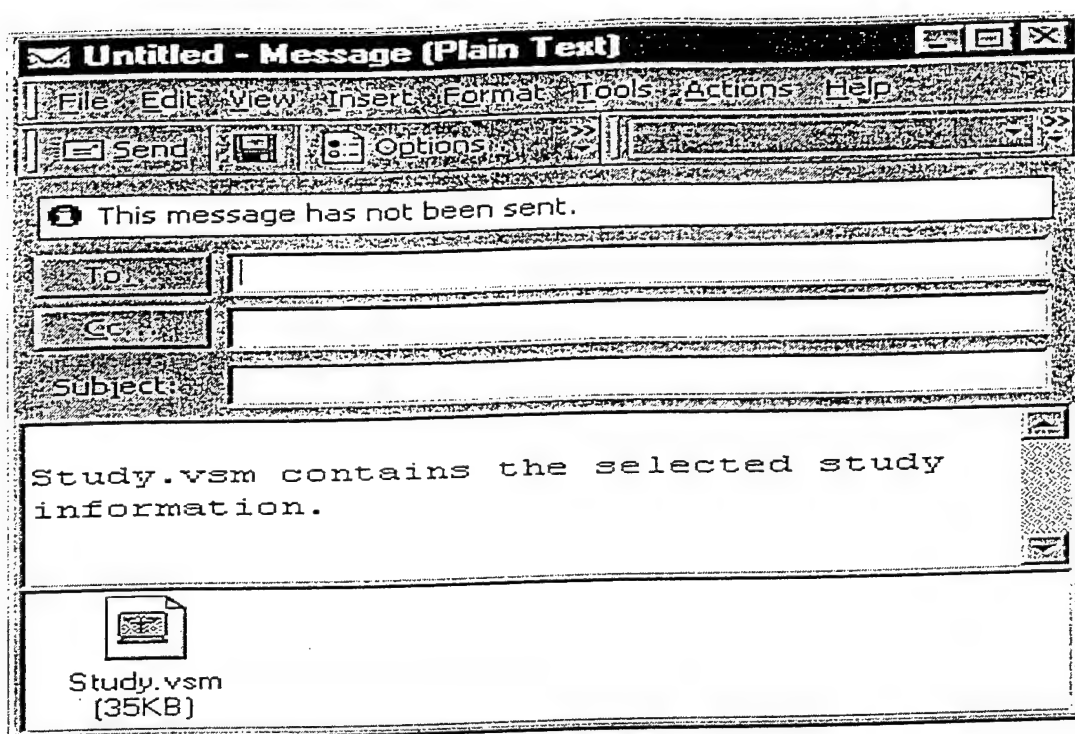 Untitled - Message (Plain Text)
File Edit View Insert Format Tools Actions Help
Send Options
This message has not been sent.
To...
Cc...
Subject:
Study.vsm contains the selected study
information.
Study.vsm
(35KB)